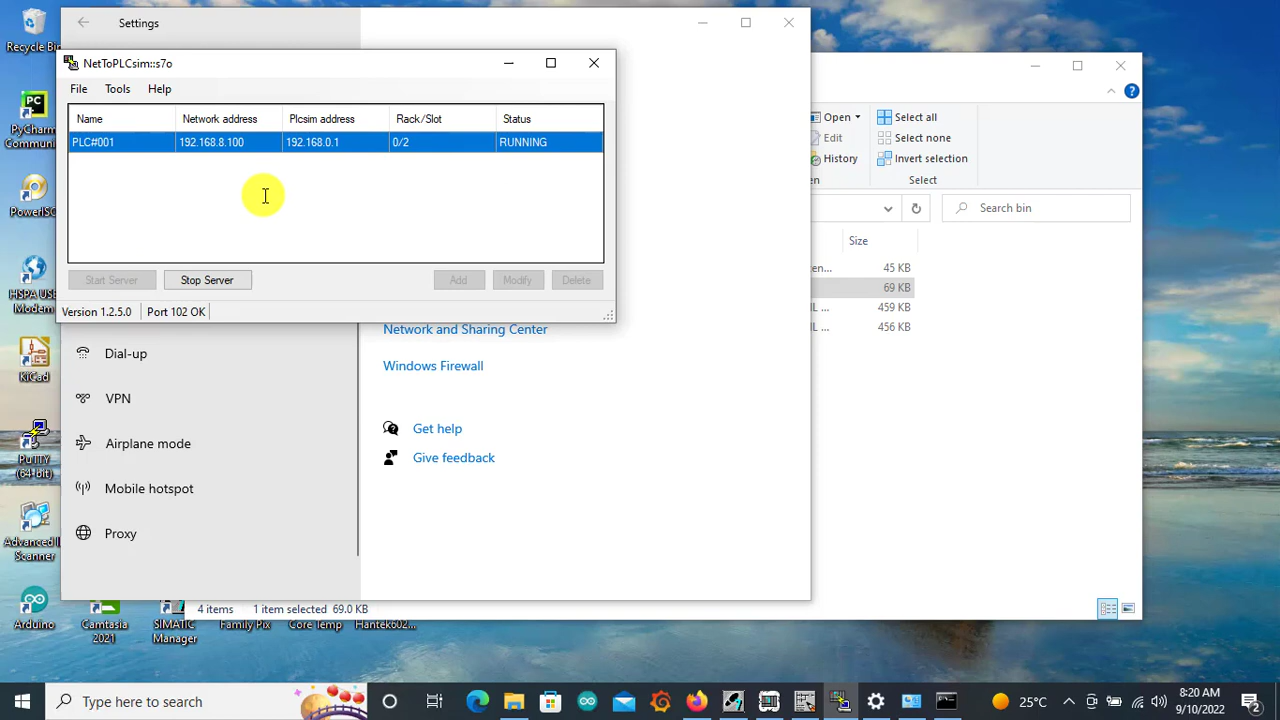 Recycle Bin
Settings
NetToPLCsim::s7o
File
Tools
Help
Name
Network address
Plcsim address
Rack/Slot
Status
PLC#001
192.168.8.100
192.168.0.1
0/2
RUNNING
Start Server
Stop Server
Add
Modify
Delete
Version 1.2.5.0
Port 102 OK
Open
Edit
History
Select all
Select none
Invert selection
Select
Search bin
Size
45 KB
69 KB
459 KB
456 KB
PyCharm
Communi...
PowerISO
HiSPA USB
Modem
KiCad
PuTTY
(64-bit)
Advanced I...
Scanner
Arduino
Camtasia
2021
SIMATIC
Manager
Family Pix
Core Temp
Hantek602...
Network and Sharing Center
Windows Firewall
Dial-up
VPN
Airplane mode
Mobile hotspot
Proxy
Get help
Give feedback
4 items
1 item selected 69.0 KB
Type here to search
25°C
8:20 AM
9/10/2022
2